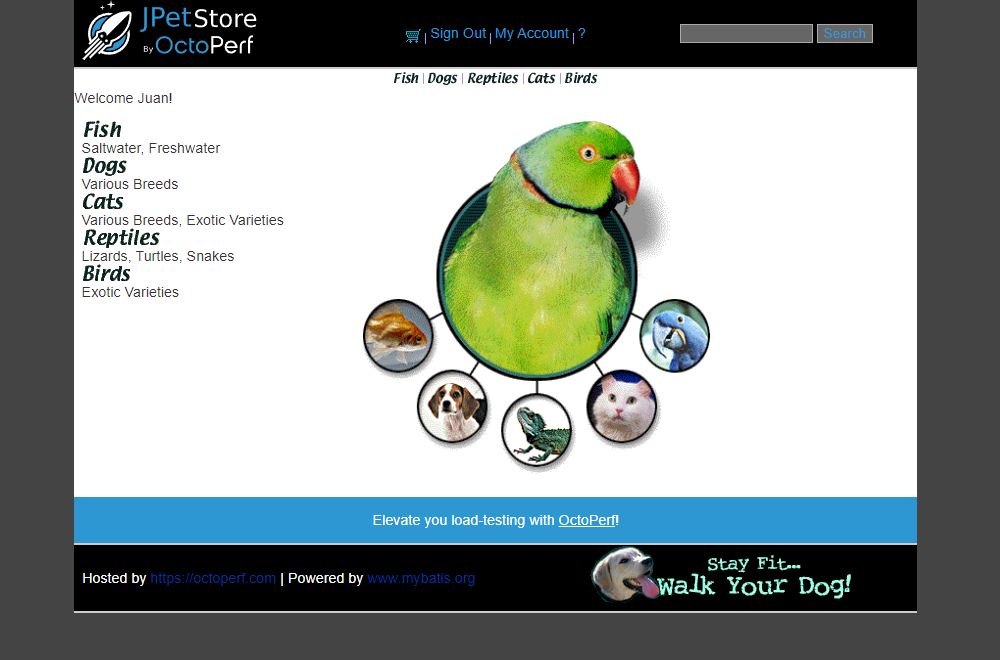 JPetStore
By OctoPerf
Sign Out | My Account | ?
Search
Fish | Dogs | Reptiles | Cats | Birds
Welcome Juan!
Fish
Saltwater, Freshwater
Dogs
Various Breeds
Cats
Various Breeds, Exotic Varieties
Reptiles
Lizards, Turtles, Snakes
Birds
Exotic Varieties
Elevate you load-testing with OctoPerf!
Hosted by https://octoperf.com | Powered by www.mybatis.org
Stay Fit...
Walk Your Dog!